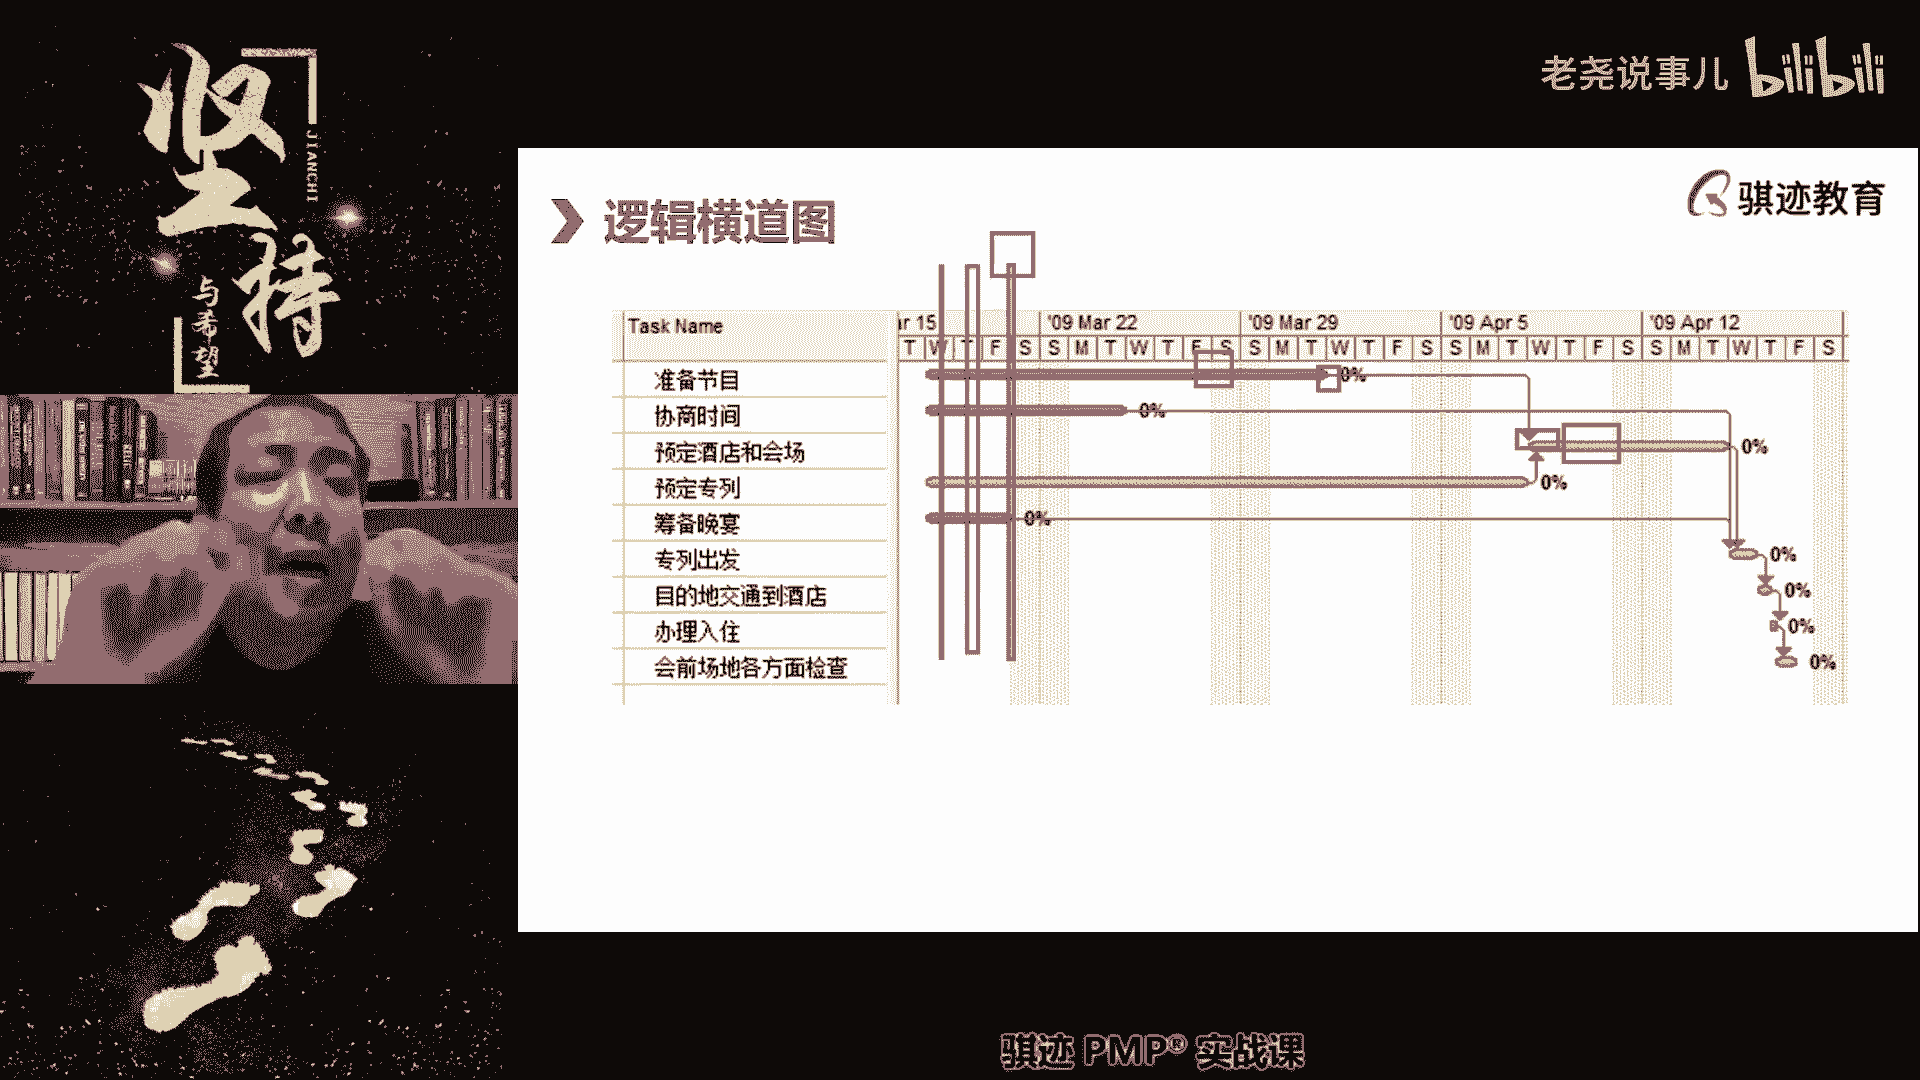 坚持
JIANCHI
与希望
老尧说事儿 bilibili
骐迹教育
逻辑横道图
Task Name
ar 15 '09 Mar 22 '09 Mar 29 '09 Apr 5 '09 Apr 12
T W T F S S M T W T F S S M T W T F S S M T W T F S S M T W T F S
准备节目 0%
协商时间 0%
预定酒店和会场 0%
预定专列 0%
筹备晚宴 0%
专列出发 0%
目的地交通到酒店 0%
办理入住 0%
会前场地各方面检查 0%
骐迹 PMP® 实战课